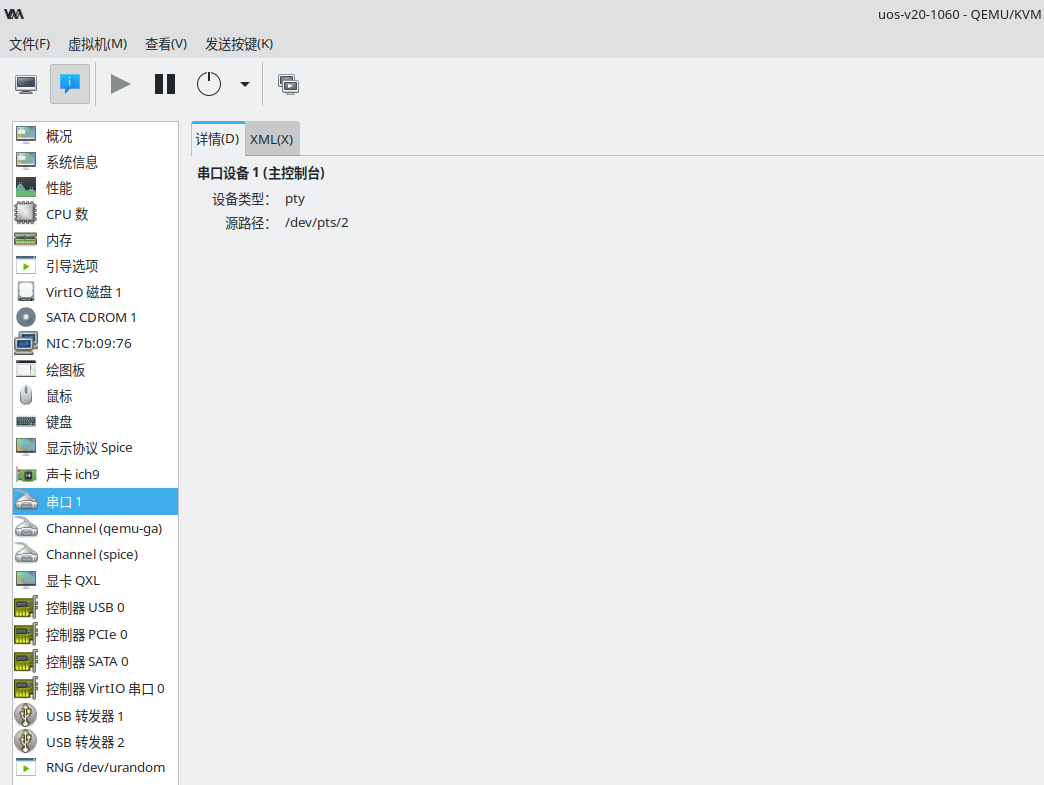 uos-v20-1060 - QEMU/KVM
文件(F) 虚拟机(M) 查看(V) 发送按键(K)
概况
系统信息
性能
CPU 数
内存
引导选项
VirtIO 磁盘 1
SATA CDROM 1
NIC :7b:09:76
绘图板
鼠标
键盘
显示协议 Spice
声卡 ich9
串口 1
Channel (qemu-ga)
Channel (spice)
显卡 QXL
控制器 USB 0
控制器 PCIe 0
控制器 SATA 0
控制器 VirtIO 串口 0
USB 转发器 1
USB 转发器 2
RNG /dev/urandom
详情(D) XML(X)
串口设备 1 (主控制台)
设备类型: pty
源路径: /dev/pts/2